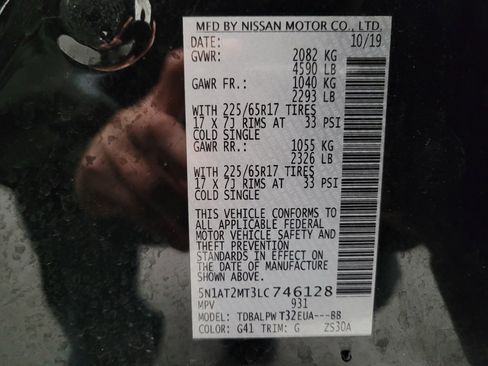 MFD BY NISSAN MOTOR CO., LTD.
DATE: 10/19
GVWR: 2082 KG
4590 LB
GAWR FR.: 1040 KG
2293 LB
WITH 225/65R17 TIRES
17 X 7J RIMS AT 33 PSI
COLD SINGLE
GAWR RR.: 1055 KG
2326 LB
WITH 225/65R17 TIRES
17 X 7J RIMS AT 33 PSI
COLD SINGLE
THIS VEHICLE CONFORMS TO
ALL APPLICABLE FEDERAL
MOTOR VEHICLE SAFETY AND
THEFT PREVENTION
STANDARDS IN EFFECT ON
THE DATE OF MANUFACTURE
SHOWN ABOVE.
5N1AT2MT3LC746128
MPV 931
MODEL: TDBALPW T32EUA---BB
COLOR: G41 TRIM: G ZS30A